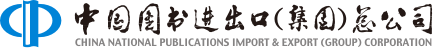 中国图书进出口(集团)总公司
CHINA NATIONAL PUBLICATIONS IMPORT & EXPORT (GROUP) CORPORATION